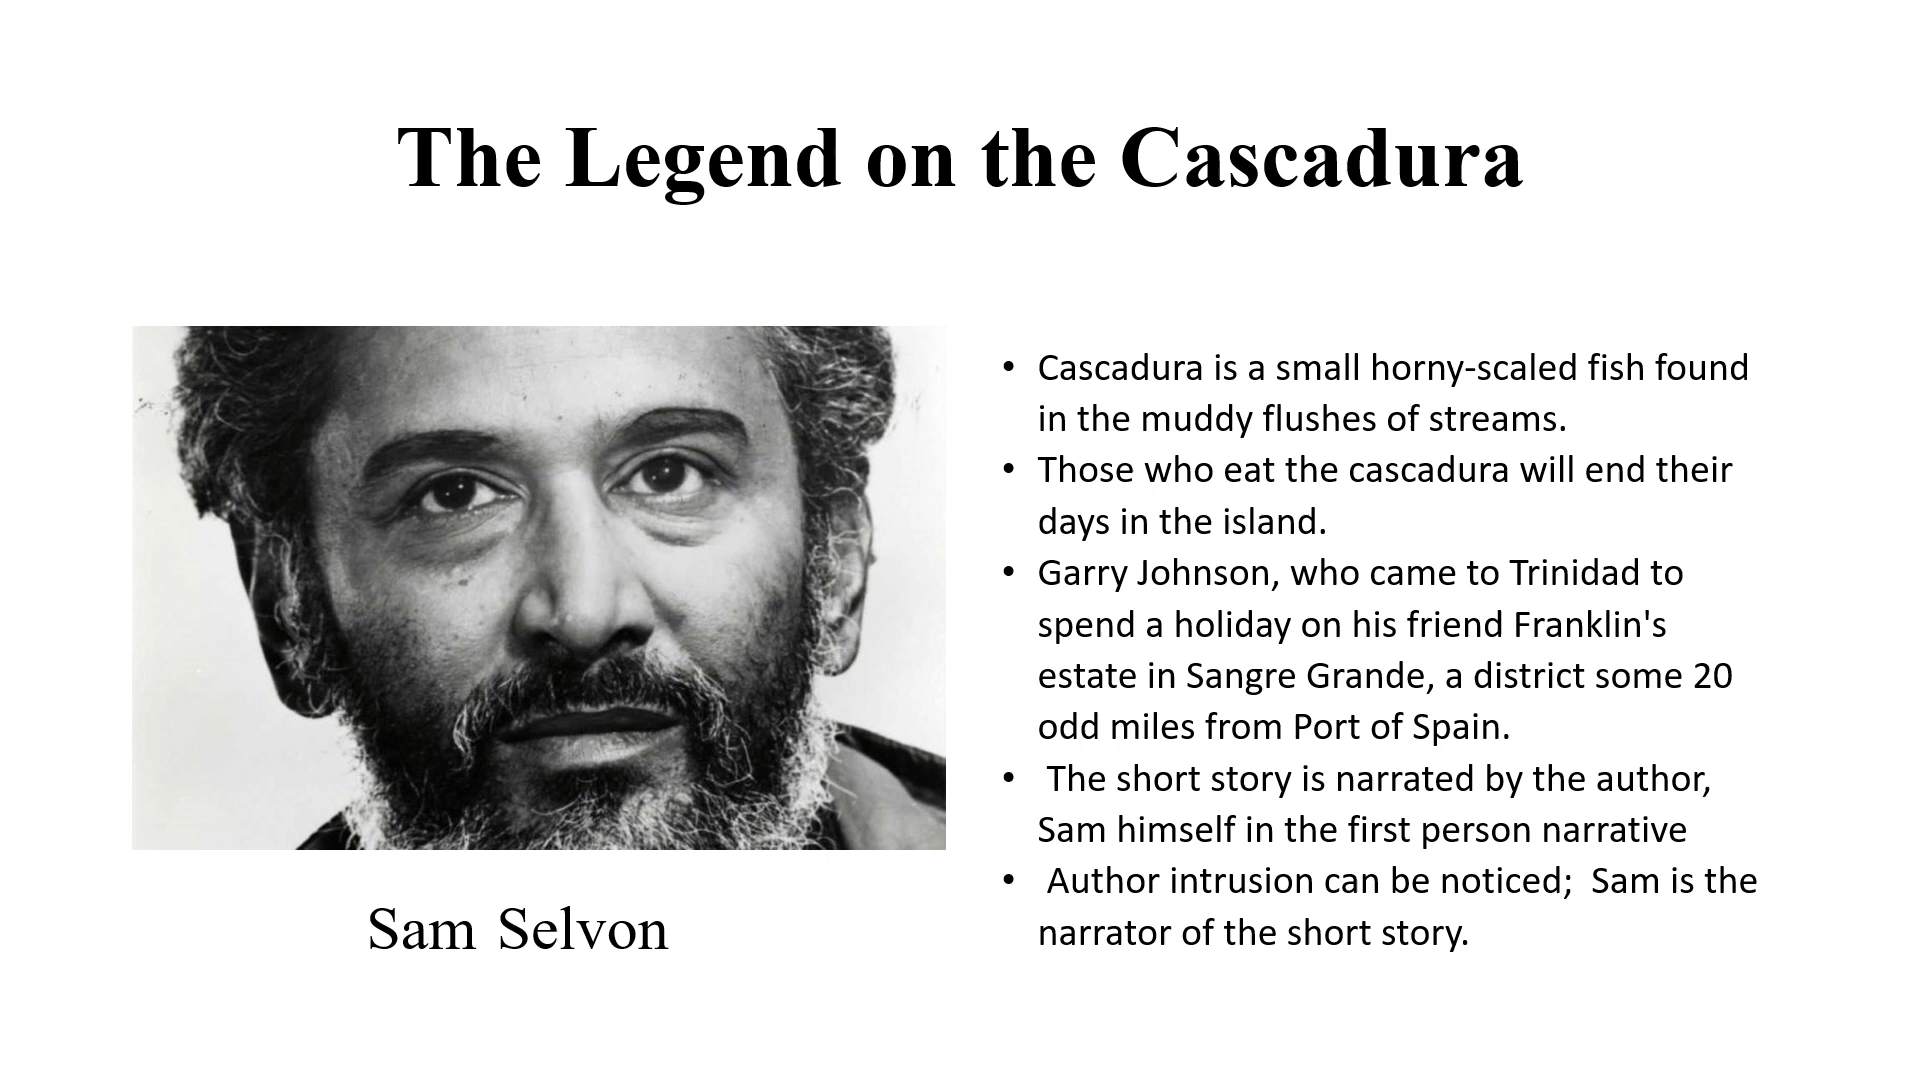 The Legend on the Cascadura
• Cascadura is a small horny-scaled fish found
in the muddy flushes of streams.
• Those who eat the cascadura will end their
days in the island.
• Garry Johnson, who came to Trinidad to
spend a holiday on his friend Franklin's
estate in Sangre Grande, a district some 20
odd miles from Port of Spain.
• The short story is narrated by the author,
Sam himself in the first person narrative
• Author intrusion can be noticed;  Sam is the
narrator of the short story.
Sam Selvon